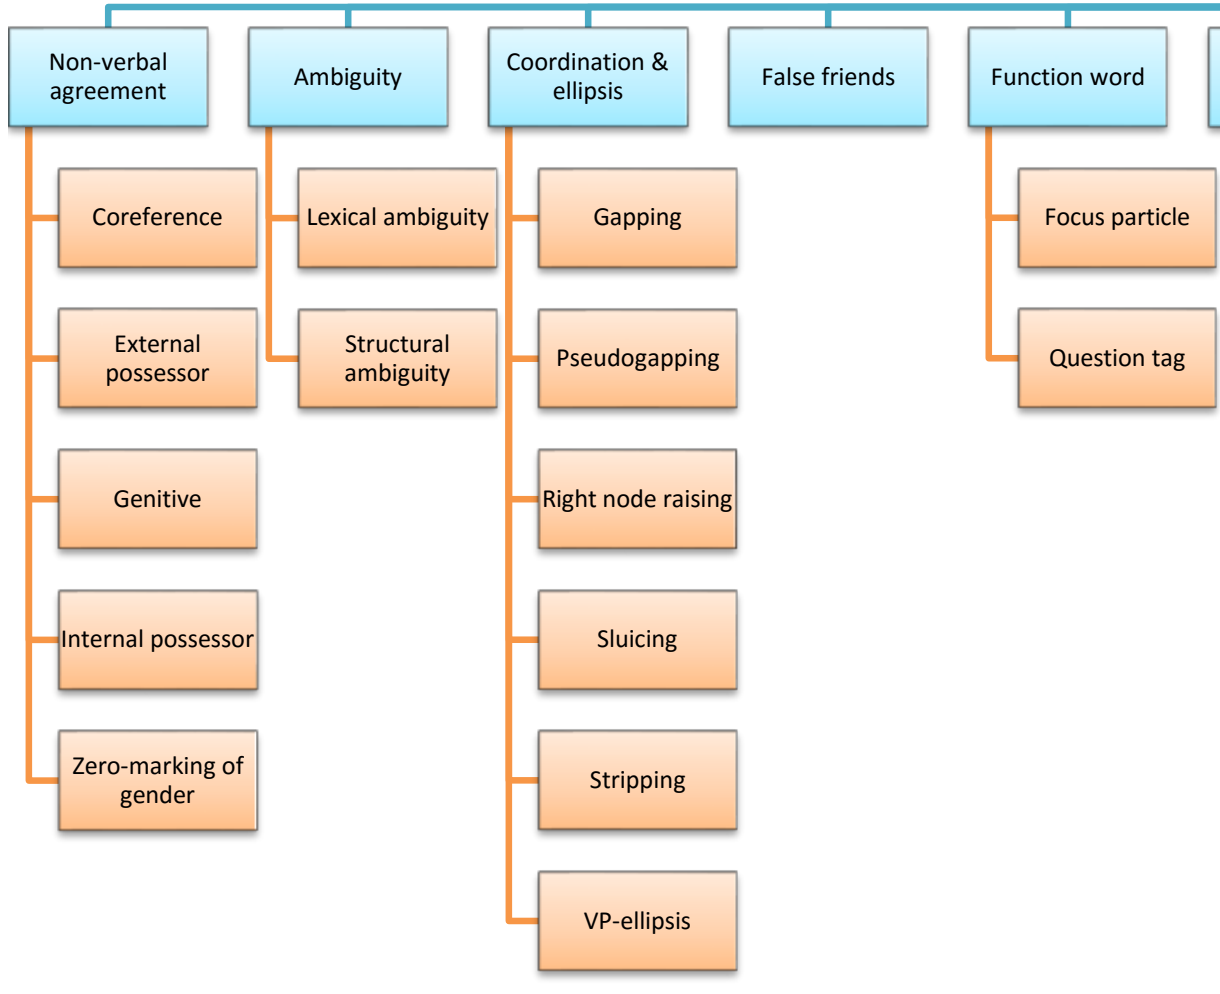 Non-verbal
agreement
Ambiguity
Coordination &
ellipsis
False friends
Function word
Coreference
External
possessor
Genitive
Internal possessor
Zero-marking of
gender
Lexical ambiguity
Structural
ambiguity
Gapping
Pseudogapping
Right node raising
Sluicing
Stripping
VP-ellipsis
Focus particle
Question tag